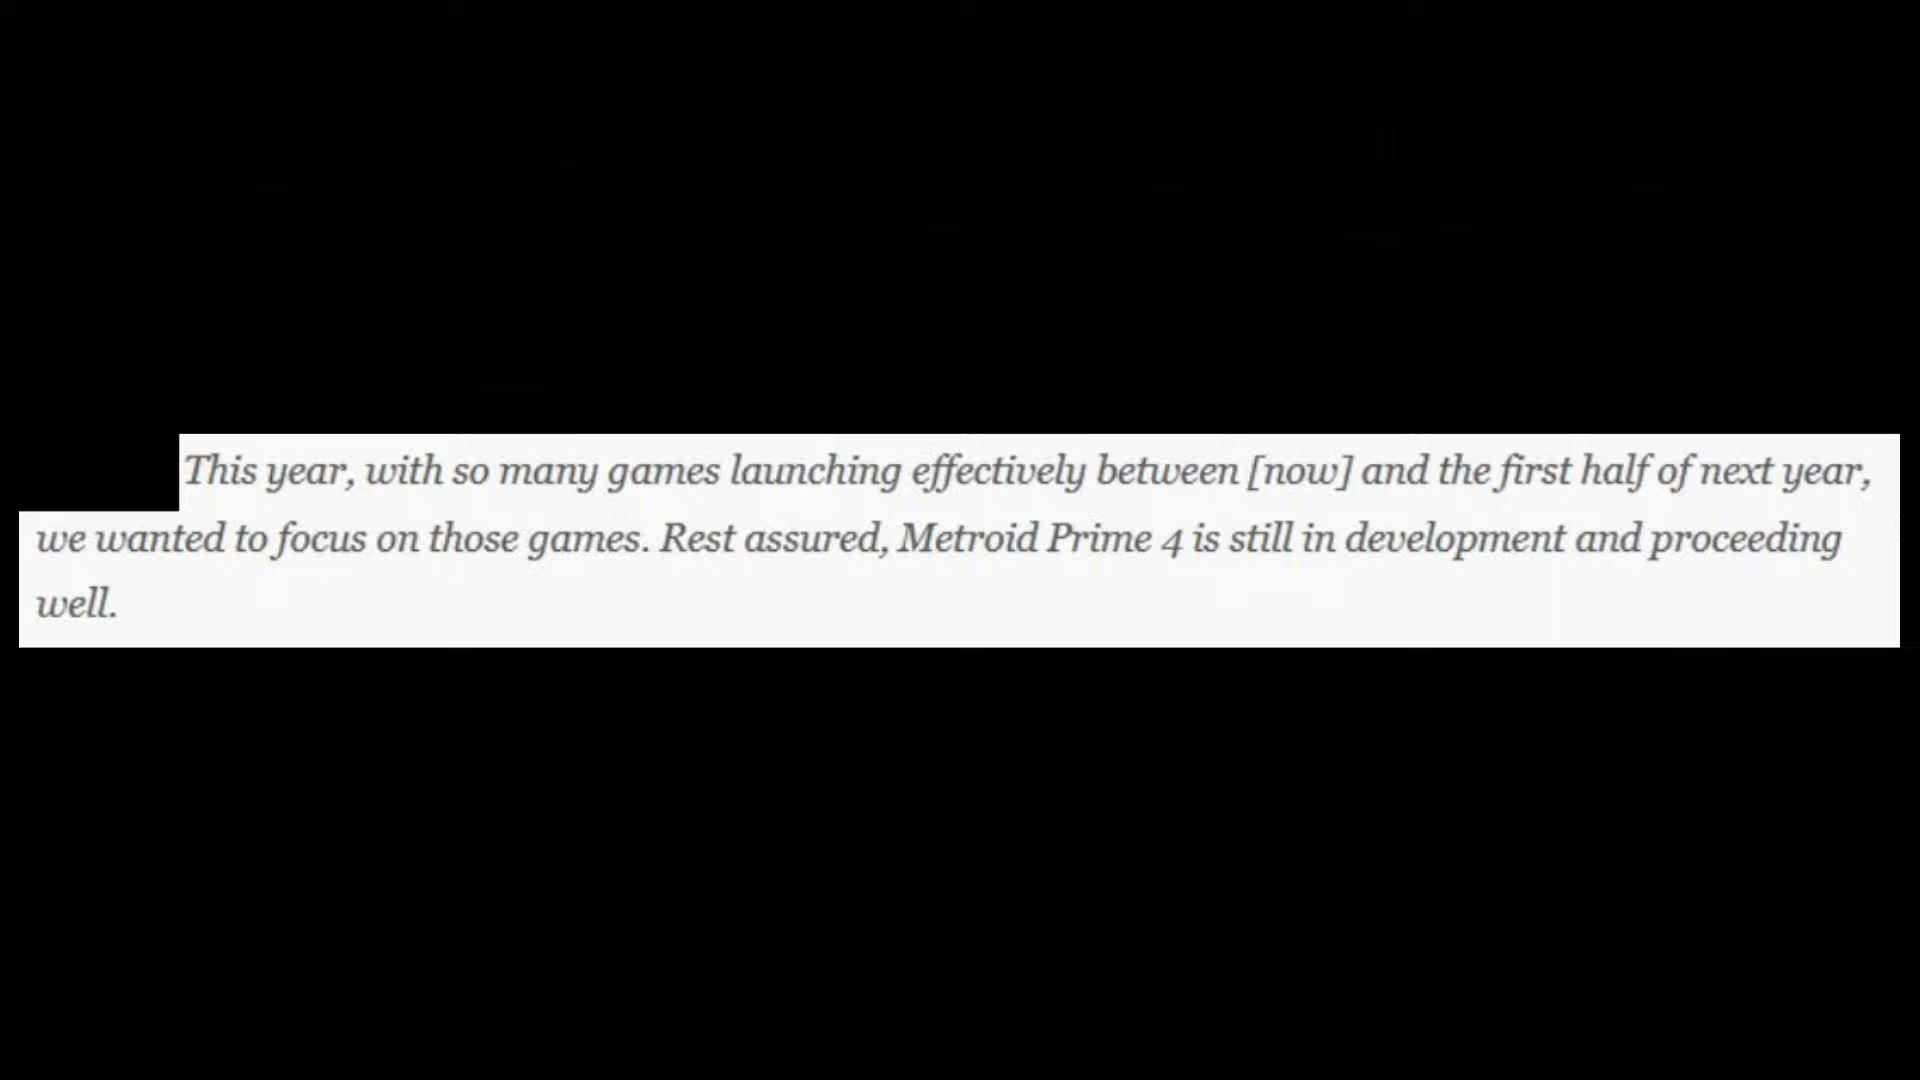 This year, with so many games launching effectively between [now] and the first half of next year,
we wanted to focus on those games. Rest assured, Metroid Prime 4 is still in development and proceeding
well.